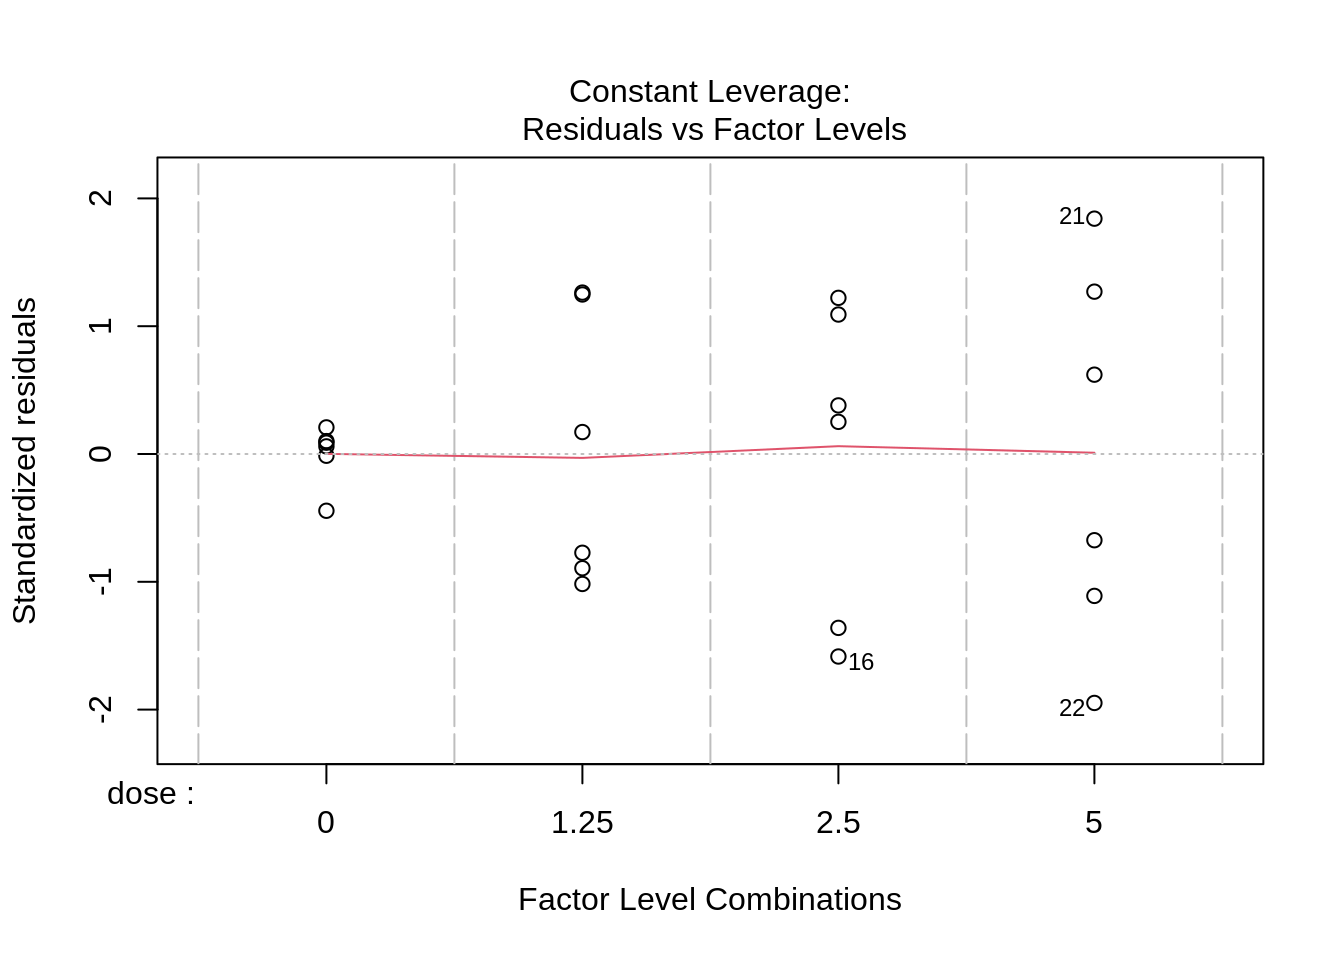 Constant Leverage:
Residuals vs Factor Levels
Standardized residuals
2
1
0
-1
-2
21
16
22
dose :
0
1.25
2.5
5
Factor Level Combinations